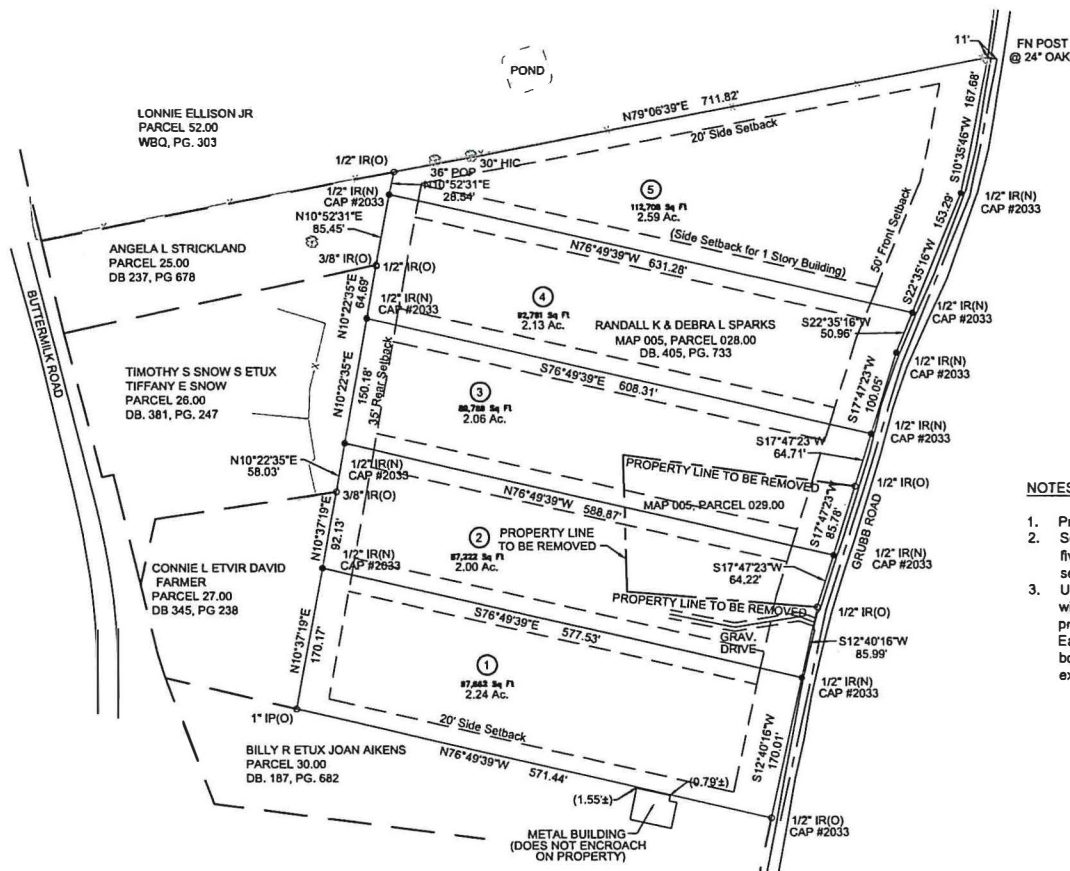 11'
FN POST
@ 24" OAK
POND
N79°06'39"E 711.82'
20' Side Setback
S10°35'46"W 167.68'
LONNIE ELLISON JR
PARCEL 52.00
WBQ, PG. 303
1/2" IR(O)
36" POP
30" HIC
N10°52'31"E
28.54'
1/2" IR(N)
CAP #2033
5
112,708 Sq Ft
2.59 Ac.
(Side Setback for 1 Story Building)
50' Front Setback
1/2" IR(N)
CAP #2033
S22°35'16"W 153.29'
N10°52'31"E
85.45'
ANGELA L STRICKLAND
PARCEL 25.00
DB 237, PG 678
3/8" IR(O)
1/2" IR(O)
N76°49'39"W 631.28'
1/2" IR(N)
CAP #2033
N10°22'35"E
64.69'
1/2" IR(N)
CAP #2033
4
2.13 Ac.
RANDALL K & DEBRA L SPARKS
MAP 005, PARCEL 028.00
DB. 405, PG. 733
S22°35'16"W
50.96'
1/2" IR(N)
CAP #2033
BUTTERMILK ROAD
TIMOTHY S SNOW S ETUX
TIFFANY E SNOW
PARCEL 26.00
DB. 381, PG. 247
N10°22'35"E
150.18'
35' Rear Setback
3
2.06 Ac.
S76°49'39"E 608.31'
S17°47'23"W
100.05'
1/2" IR(N)
CAP #2033
S17°47'23"W
64.71'
N10°22'35"E
58.03'
1/2" IR(N)
CAP #2033
3/8" IR(O)
PROPERTY LINE TO BE REMOVED
1/2" IR(O)
N76°49'39"W 588.87'
MAP 005, PARCEL 029.00
S17°47'23"W
85.78'
GRUBB ROAD
NOTES
1. Pr
2. S
fiv
se
3. U
wi
pr
Ea
bo
ex
N10°37'19"E
92.13'
1/2" IR(N)
CAP #2033
2
87,222 Sq Ft
2.00 Ac.
PROPERTY LINE
TO BE REMOVED
1/2" IR(N)
CAP #2033
S17°47'23"W
64.22'
CONNIE L ETVIR DAVID
FARMER
PARCEL 27.00
DB 345, PG 238
PROPERTY LINE TO BE REMOVED
1/2" IR(O)
GRAV.
DRIVE
S12°40'16"W
85.99'
S76°49'39"E 577.53'
N10°37'19"E
170.17'
1
2.24 Ac.
1/2" IR(N)
CAP #2033
1" IP(O)
20' Side Setback
S12°40'16"W
170.01'
BILLY R ETUX JOAN AIKENS
PARCEL 30.00
DB. 187, PG. 682
N76°49'39"W 571.44'
(0.79'±)
(1.55'±)
1/2" IR(O)
CAP #2033
METAL BUILDING
(DOES NOT ENCROACH
ON PROPERTY)